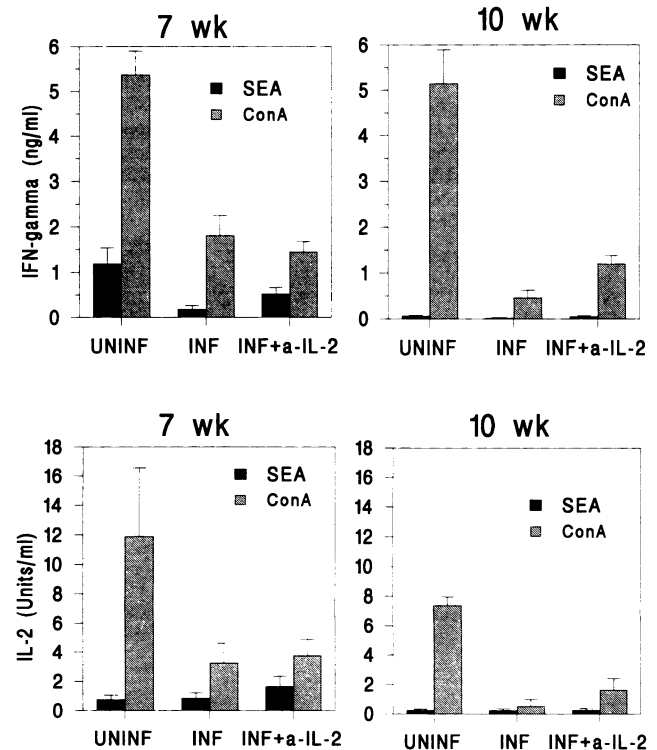 7 wk
10 wk
IFN-gamma (ng/ml)
6
5
4
3
2
1
0
SEA
ConA
UNINF INF INF+a-IL-2
6
5
4
3
2
1
0
SEA
ConA
UNINF INF INF+a-IL-2
7 wk
10 wk
IL-2 (Units/ml)
18
16
14
12
10
8
6
4
2
0
SEA
ConA
UNINF INF INF+a-IL-2
18
16
14
12
10
8
6
4
2
0
SEA
ConA
UNINF INF INF+a-IL-2